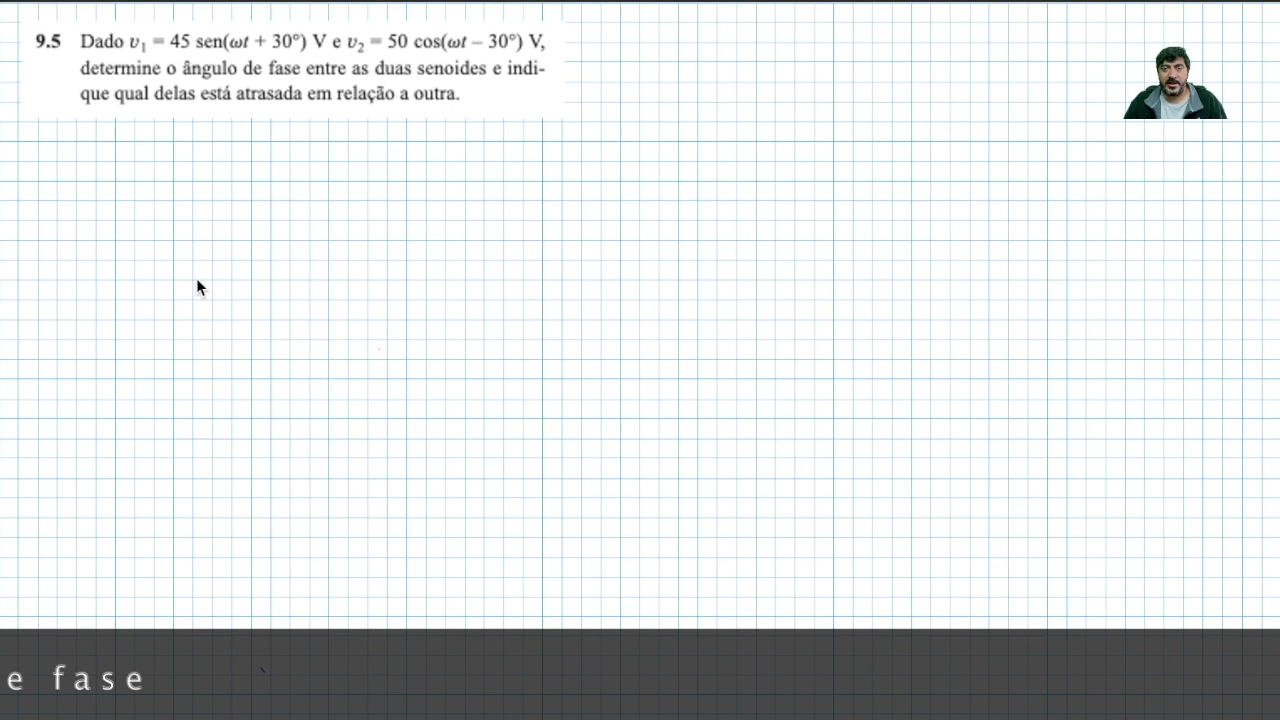 9.5 Dado v₁ = 45 sen(ωt + 30°) V e v₂ = 50 cos(ωt – 30°) V,
determine o ângulo de fase entre as duas senoides e indi-
que qual delas está atrasada em relação a outra.
e fase